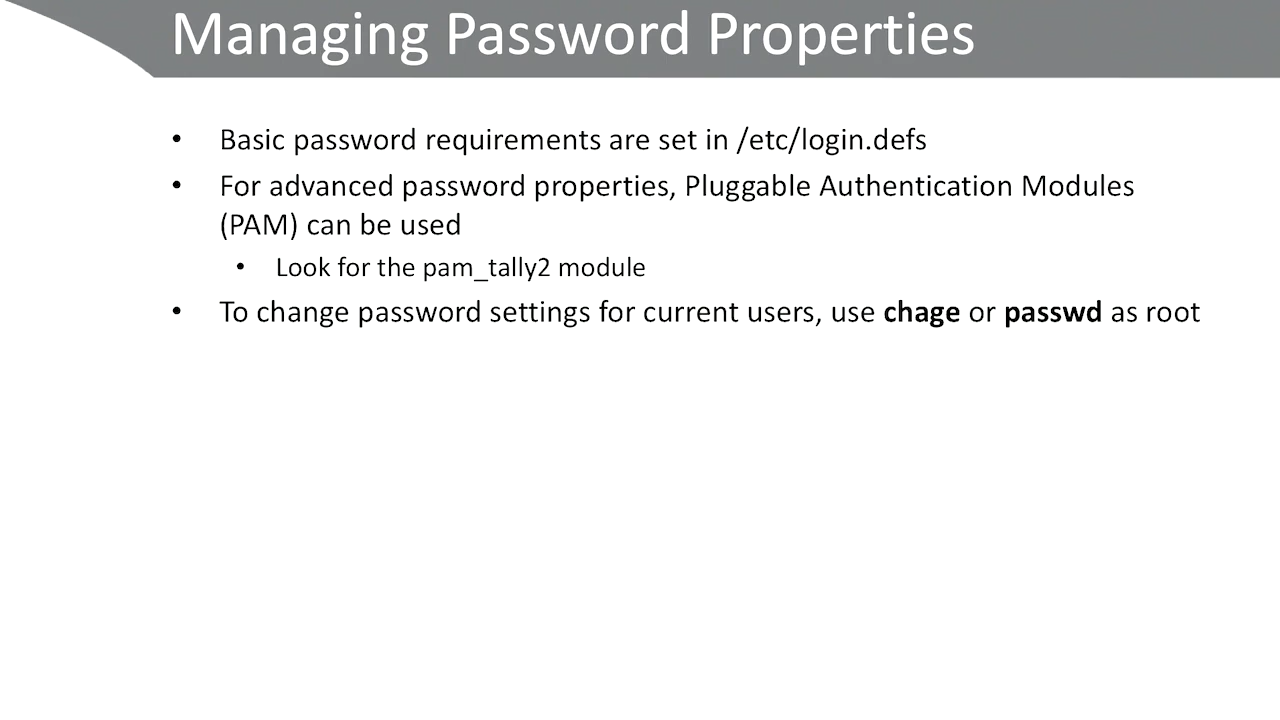 Managing Password Properties
• Basic password requirements are set in /etc/login.defs
• For advanced password properties, Pluggable Authentication Modules
(PAM) can be used
• Look for the pam_tally2 module
• To change password settings for current users, use chage or passwd as root